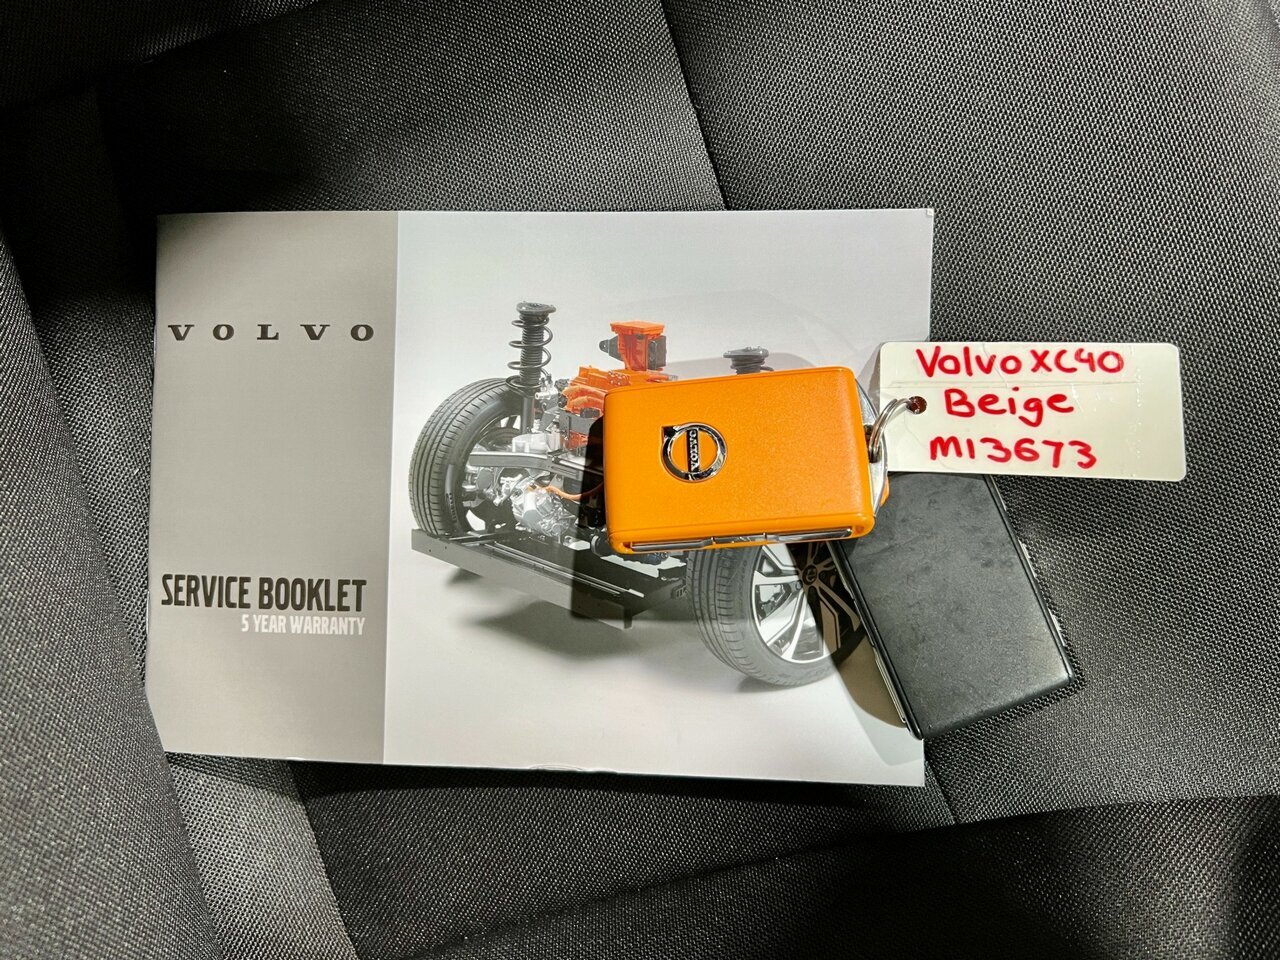 VOLVO
SERVICE BOOKLET
5 YEAR WARRANTY
VOLVO
Volvo XC40
Beige
M13673